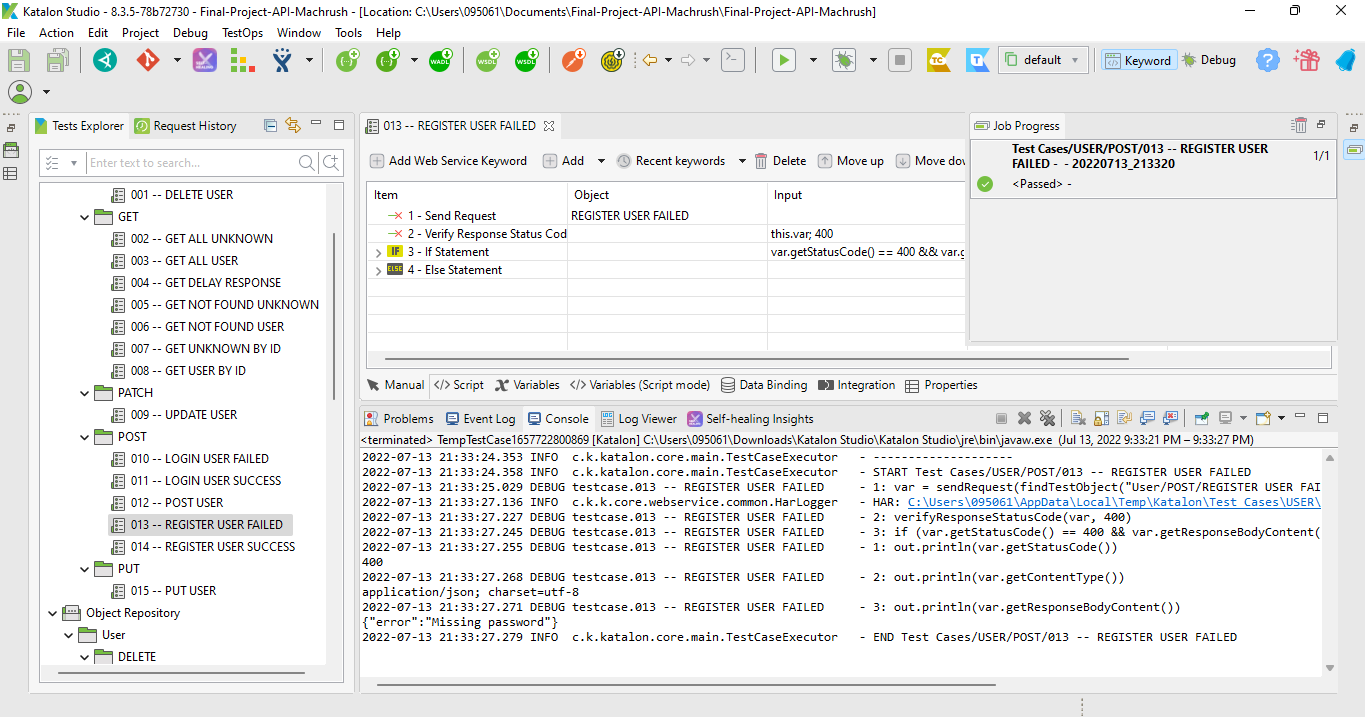 Katalon Studio - 8.3.5-78b72730 - Final-Project-API-Machrush - [Location: C:\Users\095061\Documents\Final-Project-API-Machrush\Final-Project-API-Machrush]
File Action Edit Project Debug TestOps Window Tools Help
WADL WSDL WSDL TC T default Keyword Debug
Tests Explorer Request History
Enter text to search...
001 -- DELETE USER
GET
002 -- GET ALL UNKNOWN
003 -- GET ALL USER
004 -- GET DELAY RESPONSE
005 -- GET NOT FOUND UNKNOWN
006 -- GET NOT FOUND USER
007 -- GET UNKNOWN BY ID
008 -- GET USER BY ID
PATCH
009 -- UPDATE USER
POST
010 -- LOGIN USER FAILED
011 -- LOGIN USER SUCCESS
012 -- POST USER
013 -- REGISTER USER FAILED
014 -- REGISTER USER SUCCESS
PUT
015 -- PUT USER
Object Repository
User
DELETE
013 -- REGISTER USER FAILED
Add Web Service Keyword Add Recent keywords Delete Move up Move dow
Item Object Input
1 - Send Request REGISTER USER FAILED
2 - Verify Response Status Cod this.var; 400
IF 3 - If Statement var.getStatusCode() == 400 && var.g
ELSE 4 - Else Statement
Job Progress
Test Cases/USER/POST/013 -- REGISTER USER
FAILED - - 20220713_213320
1/1
<Passed> -
Manual Script Variables Variables (Script mode) Data Binding Integration Properties
Problems Event Log Console Log Viewer Self-healing Insights
<terminated> TempTestCase1657722800869 [Katalon] C:\Users\095061\Downloads\Katalon Studio\Katalon Studio\jre\bin\javaw.exe (Jul 13, 2022 9:33:21 PM – 9:33:27 PM)
2022-07-13 21:33:24.353 INFO c.k.katalon.core.main.TestCaseExecutor - --------------------
2022-07-13 21:33:24.358 INFO c.k.katalon.core.main.TestCaseExecutor - START Test Cases/USER/POST/013 -- REGISTER USER FAILED
2022-07-13 21:33:25.029 DEBUG testcase.013 -- REGISTER USER FAILED - 1: var = sendRequest(findTestObject("User/POST/REGISTER USER FAI
2022-07-13 21:33:27.136 INFO c.k.k.core.webservice.common.HarLogger - HAR: C:\Users\095061\AppData\Local\Temp\Katalon\Test Cases\USER\
2022-07-13 21:33:27.227 DEBUG testcase.013 -- REGISTER USER FAILED - 2: verifyResponseStatusCode(var, 400)
2022-07-13 21:33:27.245 DEBUG testcase.013 -- REGISTER USER FAILED - 3: if (var.getStatusCode() == 400 && var.getResponseBodyContent(
2022-07-13 21:33:27.255 DEBUG testcase.013 -- REGISTER USER FAILED - 1: out.println(var.getStatusCode())
400
2022-07-13 21:33:27.268 DEBUG testcase.013 -- REGISTER USER FAILED - 2: out.println(var.getContentType())
application/json; charset=utf-8
2022-07-13 21:33:27.271 DEBUG testcase.013 -- REGISTER USER FAILED - 3: out.println(var.getResponseBodyContent())
{"error":"Missing password"}
2022-07-13 21:33:27.279 INFO c.k.katalon.core.main.TestCaseExecutor - END Test Cases/USER/POST/013 -- REGISTER USER FAILED